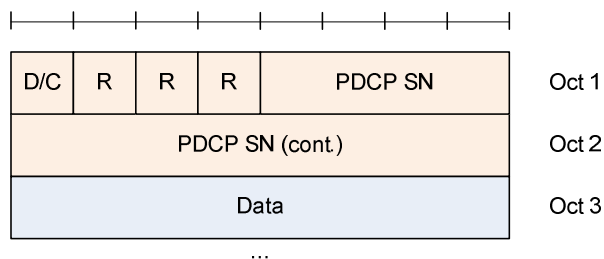 D/C R R R PDCP SN Oct 1
PDCP SN (cont.) Oct 2
Data Oct 3
...